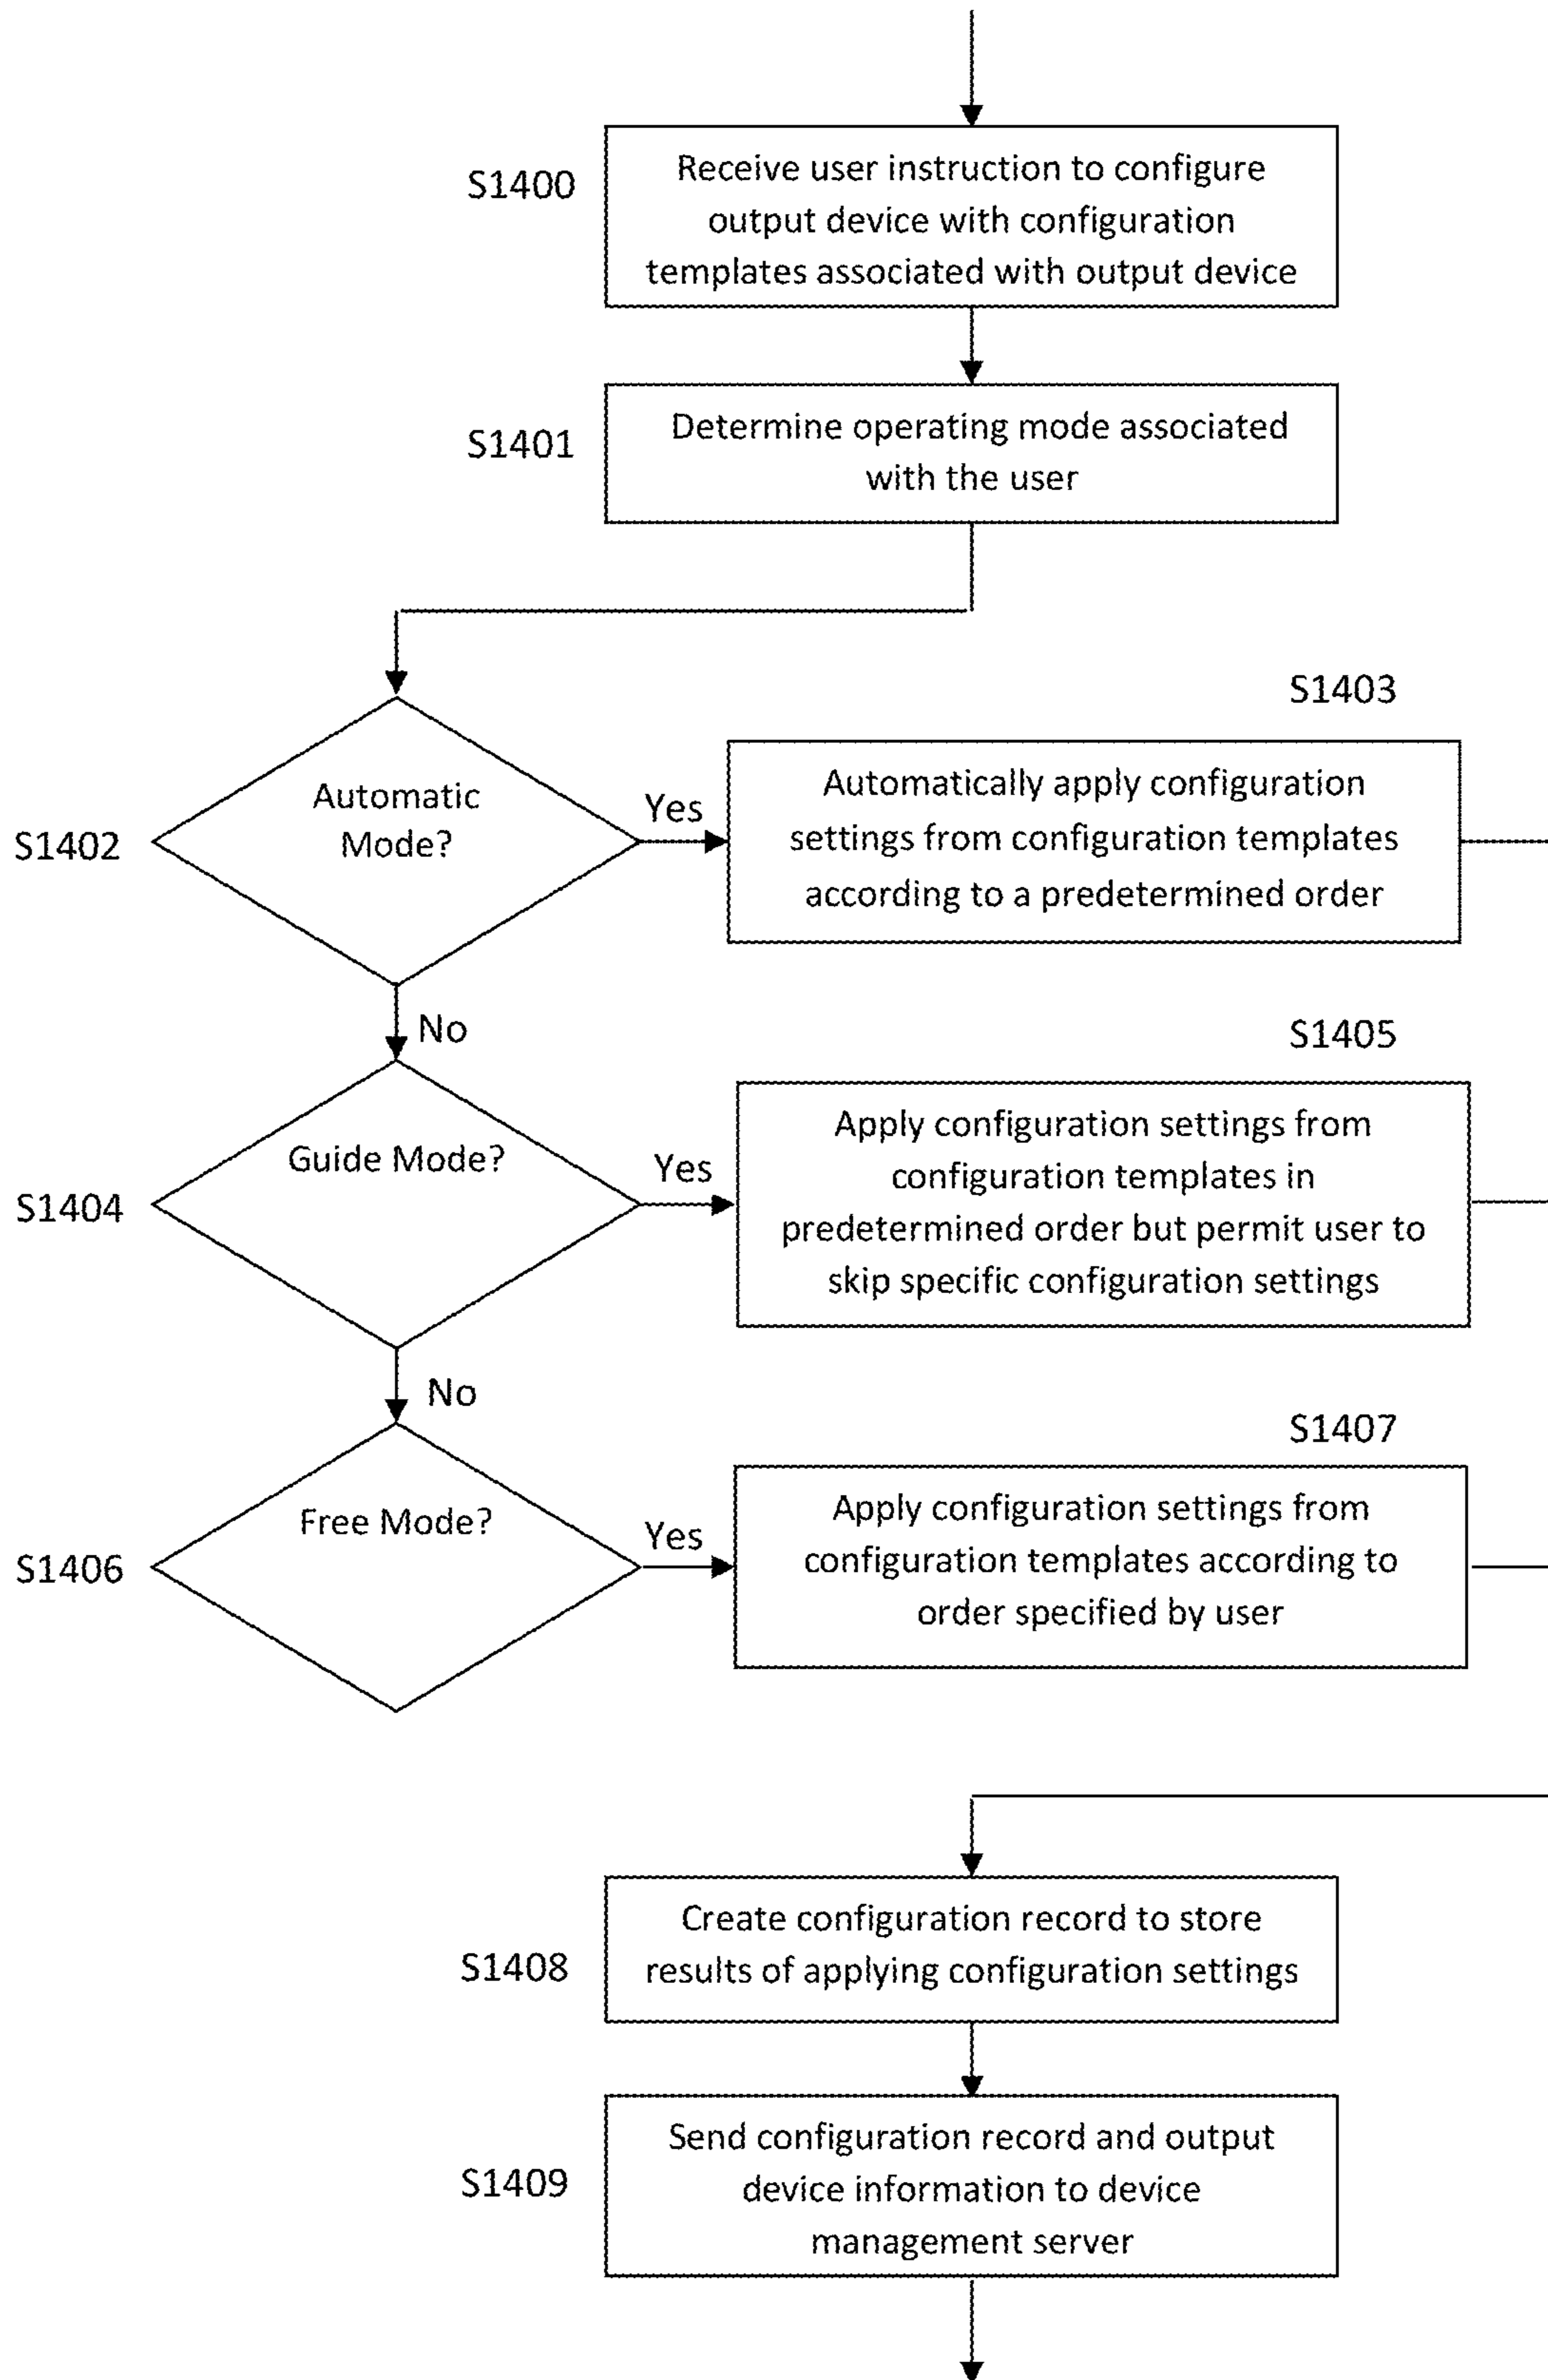 S1400
Receive user instruction to configure
output device with configuration
templates associated with output device
S1401
Determine operating mode associated
with the user
S1402
Automatic
Mode?
Yes
S1403
Automatically apply configuration
settings from configuration templates
according to a predetermined order
No
S1404
Guide Mode?
Yes
S1405
Apply configuration settings from
configuration templates in
predetermined order but permit user to
skip specific configuration settings
No
S1406
Free Mode?
Yes
S1407
Apply configuration settings from
configuration templates according to
order specified by user
S1408
Create configuration record to store
results of applying configuration settings
S1409
Send configuration record and output
device information to device
management server